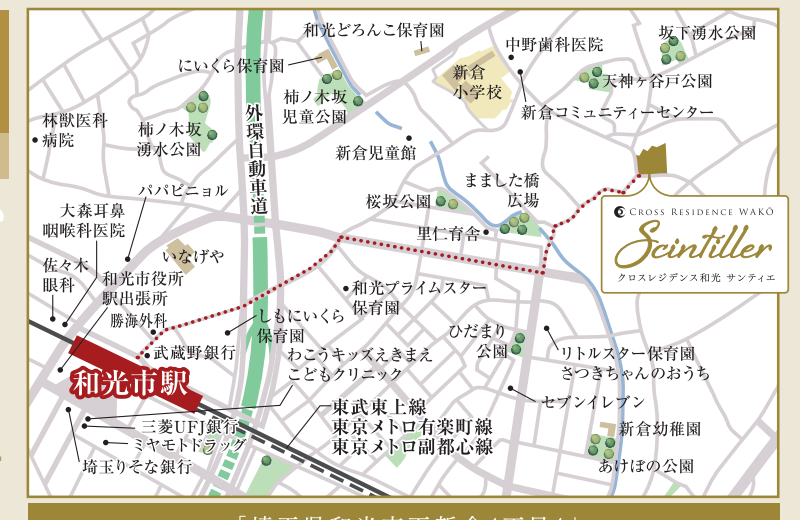 和光どろんこ保育園
坂下湧水公園
中野歯科医院
にいくら保育園
新倉
小学校
天神ヶ谷戸公園
柿ノ木坂
児童公園
新倉コミュニティーセンター
外環自動車道
林獣医科
病院
柿ノ木坂
湧水公園
新倉児童館
パパビニョル
まました橋
広場
桜坂公園
大森耳鼻
咽喉科医院
里仁育舎
CROSS RESIDENCE WAKŌ
Scintiller
クロスレジデンス和光 サンティエ
いなげや
佐々木
眼科
和光市役所
駅出張所
和光プライムスター
保育園
勝海外科
しもにいくら
保育園
ひだまり
公園
武蔵野銀行
わこうキッズえきまえ
こどもクリニック
リトルスター保育園
さつきちゃんのおうち
和光市駅
セブンイレブン
東武東上線
東京メトロ有楽町線
東京メトロ副都心線
三菱UFJ銀行
ミヤモトドラッグ
埼玉りそな銀行
新倉幼稚園
あけぼの公園